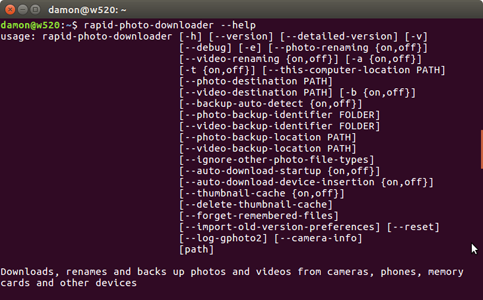 damon@w520: ~
damon@w520:~$ rapid-photo-downloader --help
usage: rapid-photo-downloader [-h] [--version] [--detailed-version] [-v]
[--debug] [-e] [--photo-renaming {on,off}]
[--video-renaming {on,off}] [-a {on,off}]
[-t {on,off}] [--this-computer-location PATH]
[--photo-destination PATH]
[--video-destination PATH] [-b {on,off}]
[--backup-auto-detect {on,off}]
[--photo-backup-identifier FOLDER]
[--video-backup-identifier FOLDER]
[--photo-backup-location PATH]
[--video-backup-location PATH]
[--ignore-other-photo-file-types]
[--auto-download-startup {on,off}]
[--auto-download-device-insertion {on,off}]
[--thumbnail-cache {on,off}]
[--delete-thumbnail-cache]
[--forget-remembered-files]
[--import-old-version-preferences] [--reset]
[--log-gphoto2] [--camera-info]
[path]
Downloads, renames and backs up photos and videos from cameras, phones, memory
cards and other devices